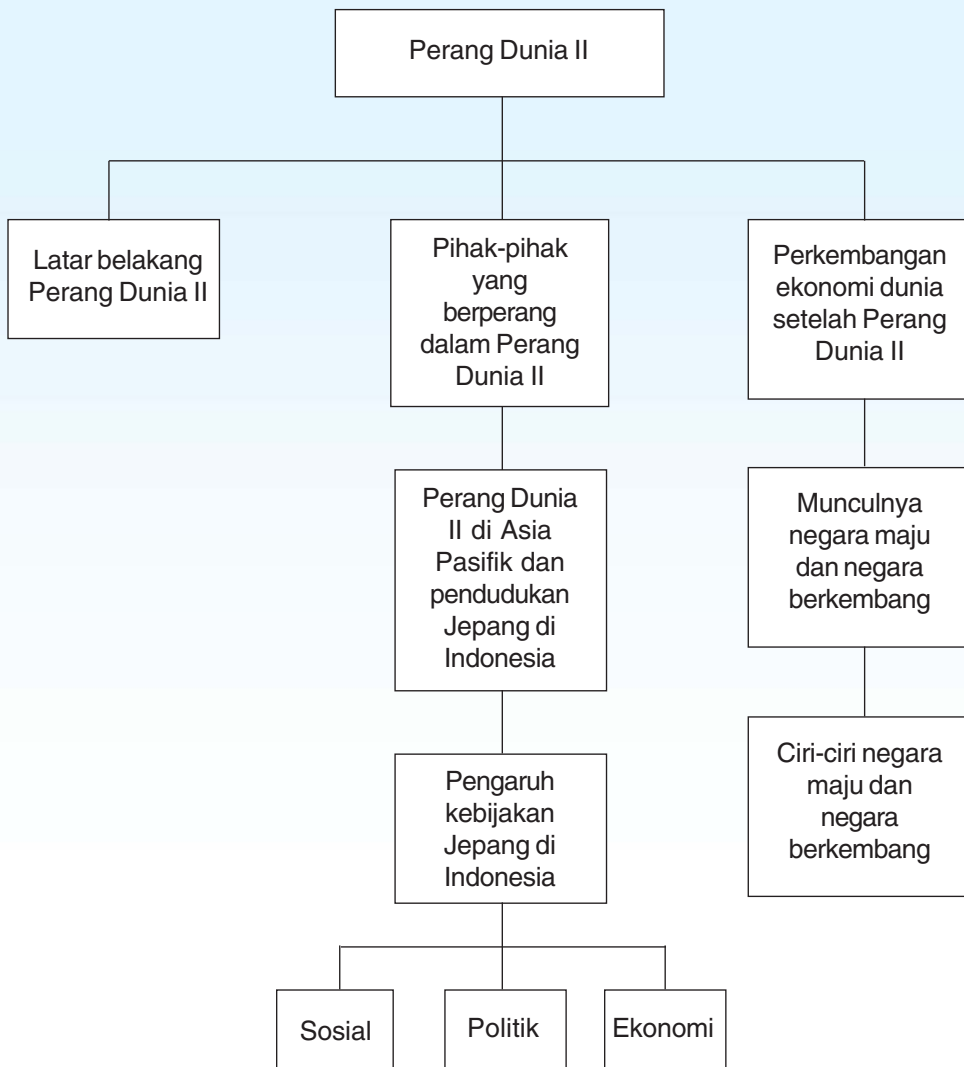 Perang Dunia II
Latar belakang
Perang Dunia II
Pihak-pihak
yang
berperang
dalam Perang
Dunia II
Perkembangan
ekonomi dunia
setelah Perang
Dunia II
Perang Dunia
II di Asia
Pasifik dan
pendudukan
Jepang di
Indonesia
Munculnya
negara maju
dan negara
berkembang
Pengaruh
kebijakan
Jepang di
Indonesia
Ciri-ciri negara
maju dan
negara
berkembang
Sosial
Politik
Ekonomi